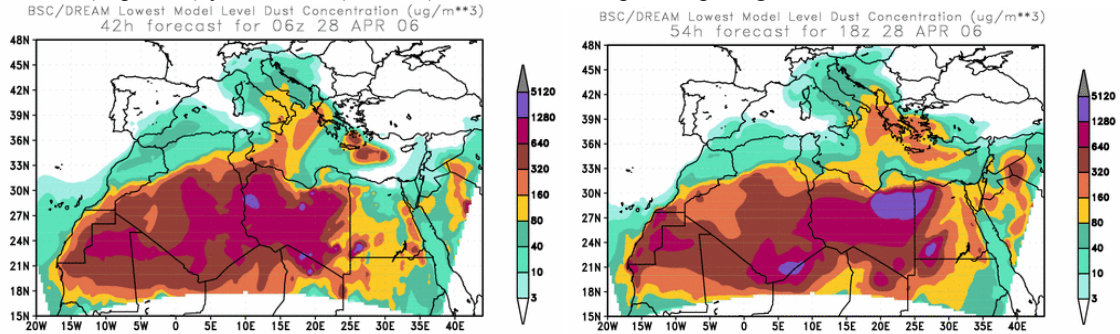 BSC/DREAM Lowest Model Level Dust Concentration (ug/m**3)
42h forecast for 06z 28 APR 06
48N
45N
42N
39N
36N
33N
30N
27N
24N
21N
18N
15N
20W 15W 10W 5W 0 5E 10E 15E 20E 25E 30E 35E 40E
5120
1280
640
320
160
80
40
10
3
BSC/DREAM Lowest Model Level Dust Concentration (ug/m**3)
54h forecast for 18z 28 APR 06
48N
45N
42N
39N
36N
33N
30N
27N
24N
21N
18N
15N
20W 15W 10W 5W 0 5E 10E 15E 20E 25E 30E 35E 40E
5120
1280
640
320
160
80
40
10
3